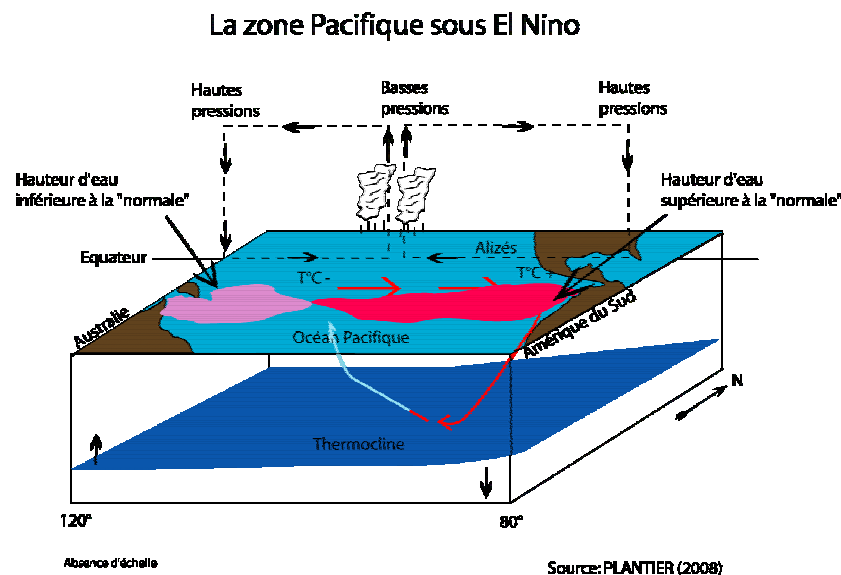 La zone Pacifique sous El Nino
Hautes
pressions
Basses
pressions
Hautes
pressions
Hauteur d'eau
inférieure à la "normale"
Hauteur d'eau
supérieure à la "normale"
Equateur
Alizés
T°C -
T°C +
Australie
Océan Pacifique
Amérique du Sud
N
Thermocline
120°
80°
Absence d'échelle
Source: PLANTIER (2008)